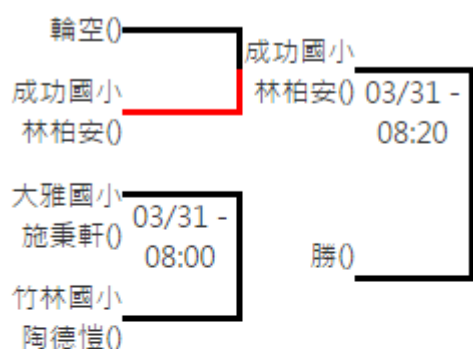 輪空()
成功國小
林柏安()
成功國小
林柏安()
03/31 -
08:20
大雅國小
施秉軒()
03/31 -
08:00
竹林國小
陶德愷()
勝()